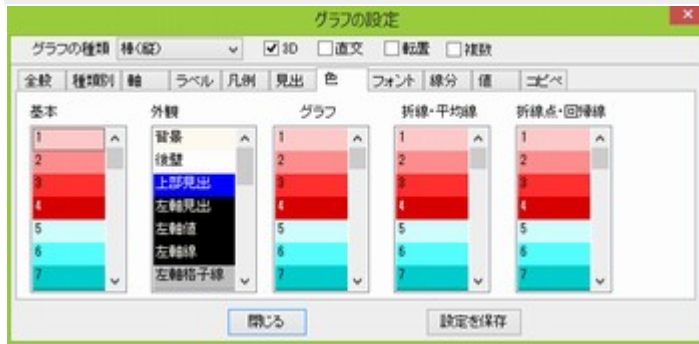 グラフの設定
グラフの種類 棒(縦) 3D 直交 転置 複数
全般 種類別 軸 ラベル 凡例 見出 色 フォント 線分 値 コピペ
基本 外観 グラフ 折線・平均線 折線点・回帰線
1 背景 1 1 1
2 後壁 2 2 2
3 上部見出 3 3 3
4 左軸見出 4 4 4
5 左軸値 5 5 5
6 左軸線 6 6 6
7 左軸格子線 7 7 7
閉じる 設定を保存